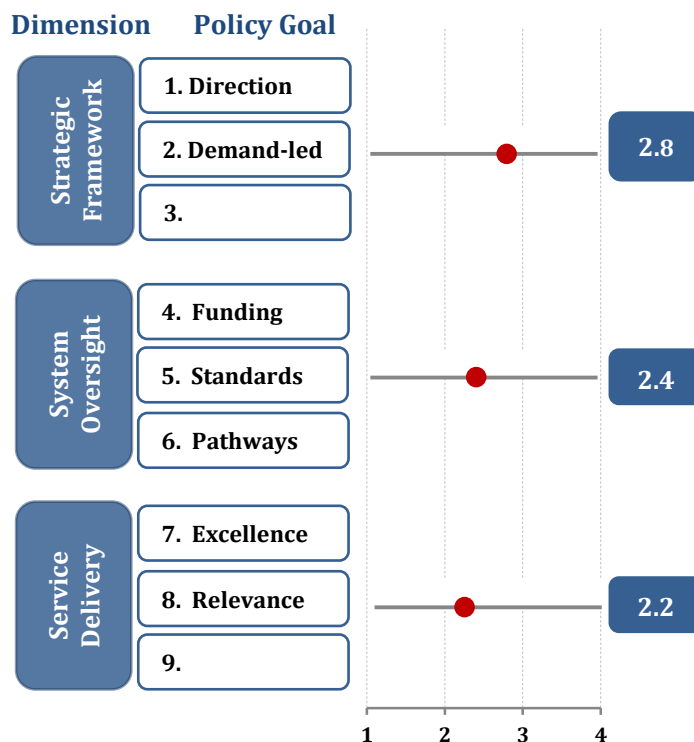 Dimension Policy Goal
Strategic
Framework
1. Direction
2. Demand-led
3.
2.8
System
Oversight
4. Funding
5. Standards
6. Pathways
2.4
Service
Delivery
7. Excellence
8. Relevance
9.
2.2
1 2 3 4